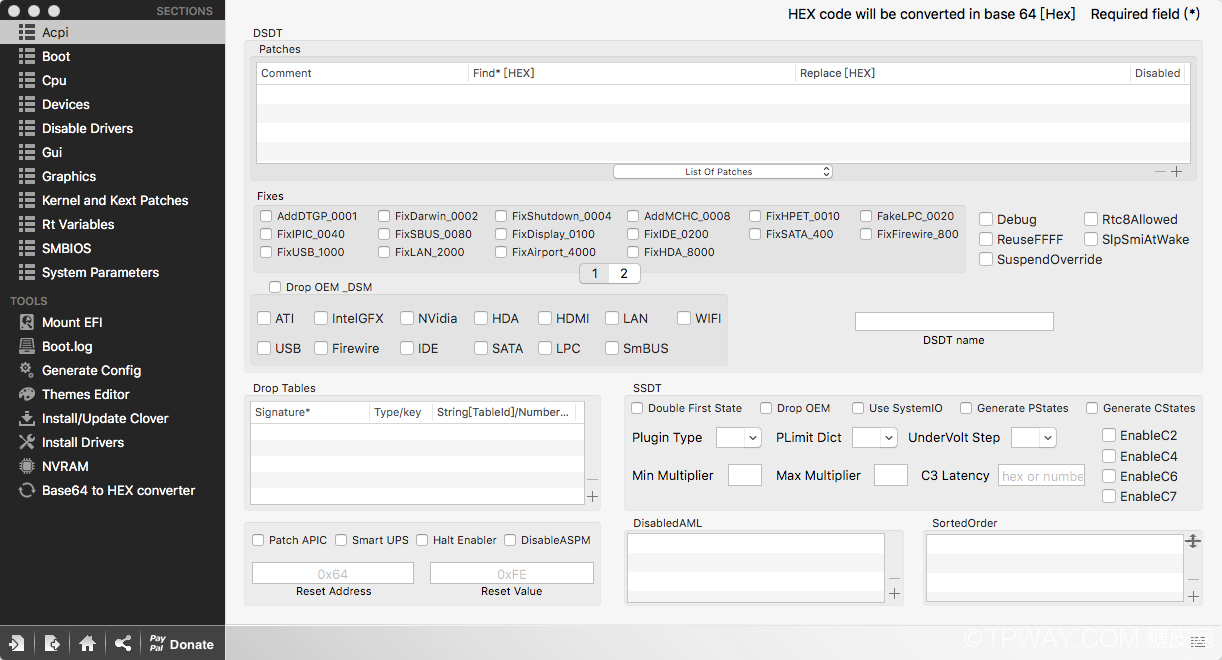 SECTIONS
Acpi
Boot
Cpu
Devices
Disable Drivers
Gui
Graphics
Kernel and Kext Patches
Rt Variables
SMBIOS
System Parameters
TOOLS
Mount EFI
Boot.log
Generate Config
Themes Editor
Install/Update Clover
Install Drivers
NVRAM
Base64 to HEX converter
Pay Pal Donate
HEX code will be converted in base 64 [Hex] Required field (*)
DSDT
Patches
Comment Find* [HEX] Replace [HEX] Disabled
List Of Patches
Fixes
AddDTGP_0001 FixDarwin_0002 FixShutdown_0004 AddMCHC_0008 FixHPET_0010 FakeLPC_0020
FixIPIC_0040 FixSBUS_0080 FixDisplay_0100 FixIDE_0200 FixSATA_400 FixFirewire_800
FixUSB_1000 FixLAN_2000 FixAirport_4000 FixHDA_8000
Debug Rtc8Allowed
ReuseFFFF SlpSmiAtWake
SuspendOverride
1 2
Drop OEM _DSM
ATI IntelGFX NVidia HDA HDMI LAN WIFI
USB Firewire IDE SATA LPC SmBUS
DSDT name
Drop Tables
Signature* Type/key String[TableId]/Number...
SSDT
Double First State Drop OEM Use SystemIO Generate PStates Generate CStates
Plugin Type PLimit Dict UnderVolt Step
Min Multiplier Max Multiplier C3 Latency hex or numbe
EnableC2
EnableC4
EnableC6
EnableC7
Patch APIC Smart UPS Halt Enabler DisableASPM
0x64 0xFE
Reset Address Reset Value
DisabledAML
SortedOrder
©TPWAY.COM